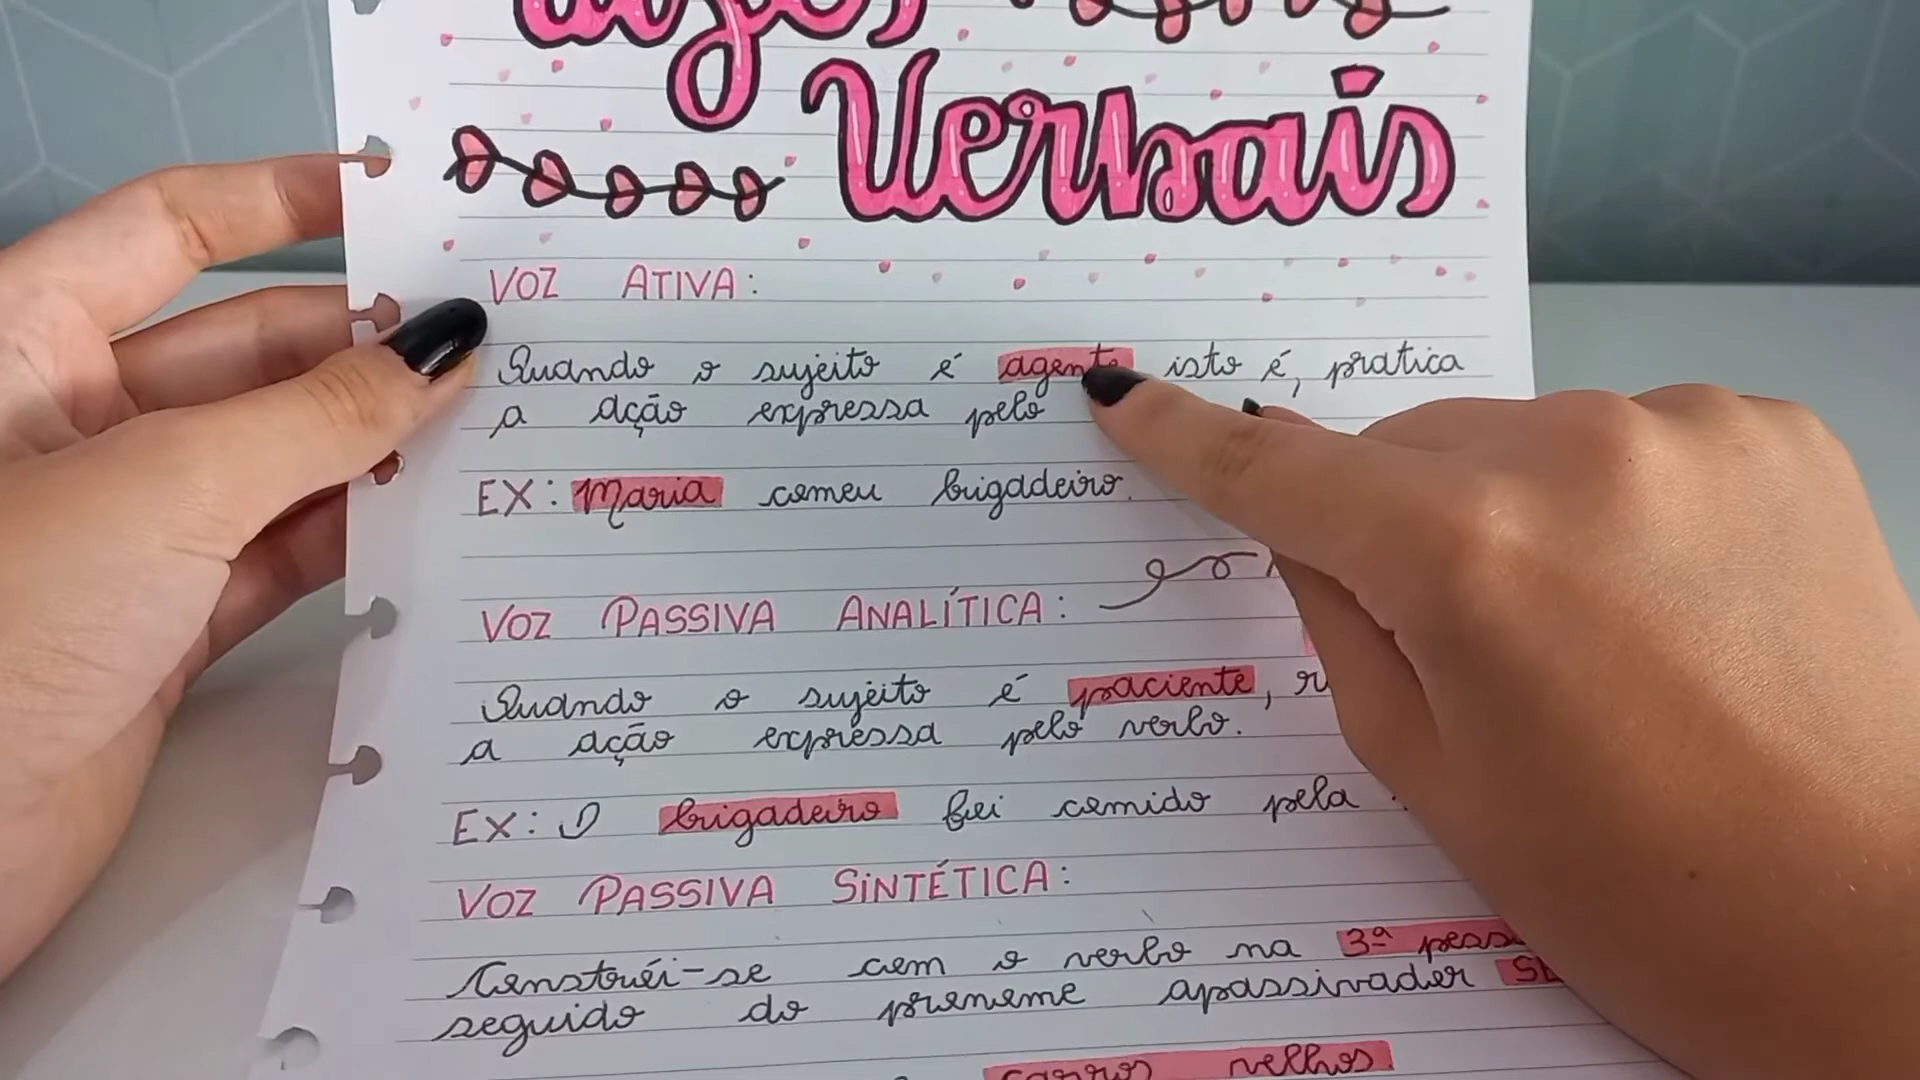 Verbais
VOZ ATIVA:
Quando o sujeito é agente isto é, pratica
a ação expressa pelo
EX: Maria comeu brigadeiro.
VOZ PASSIVA ANALÍTICA:
Quando o sujeito é paciente,
a ação expressa pelo verbo.
EX: O brigadeiro foi comido pela
VOZ PASSIVA SINTÉTICA:
Constrói-se com o verbo na 3ª
seguido do pronome apassivador
carros velhos